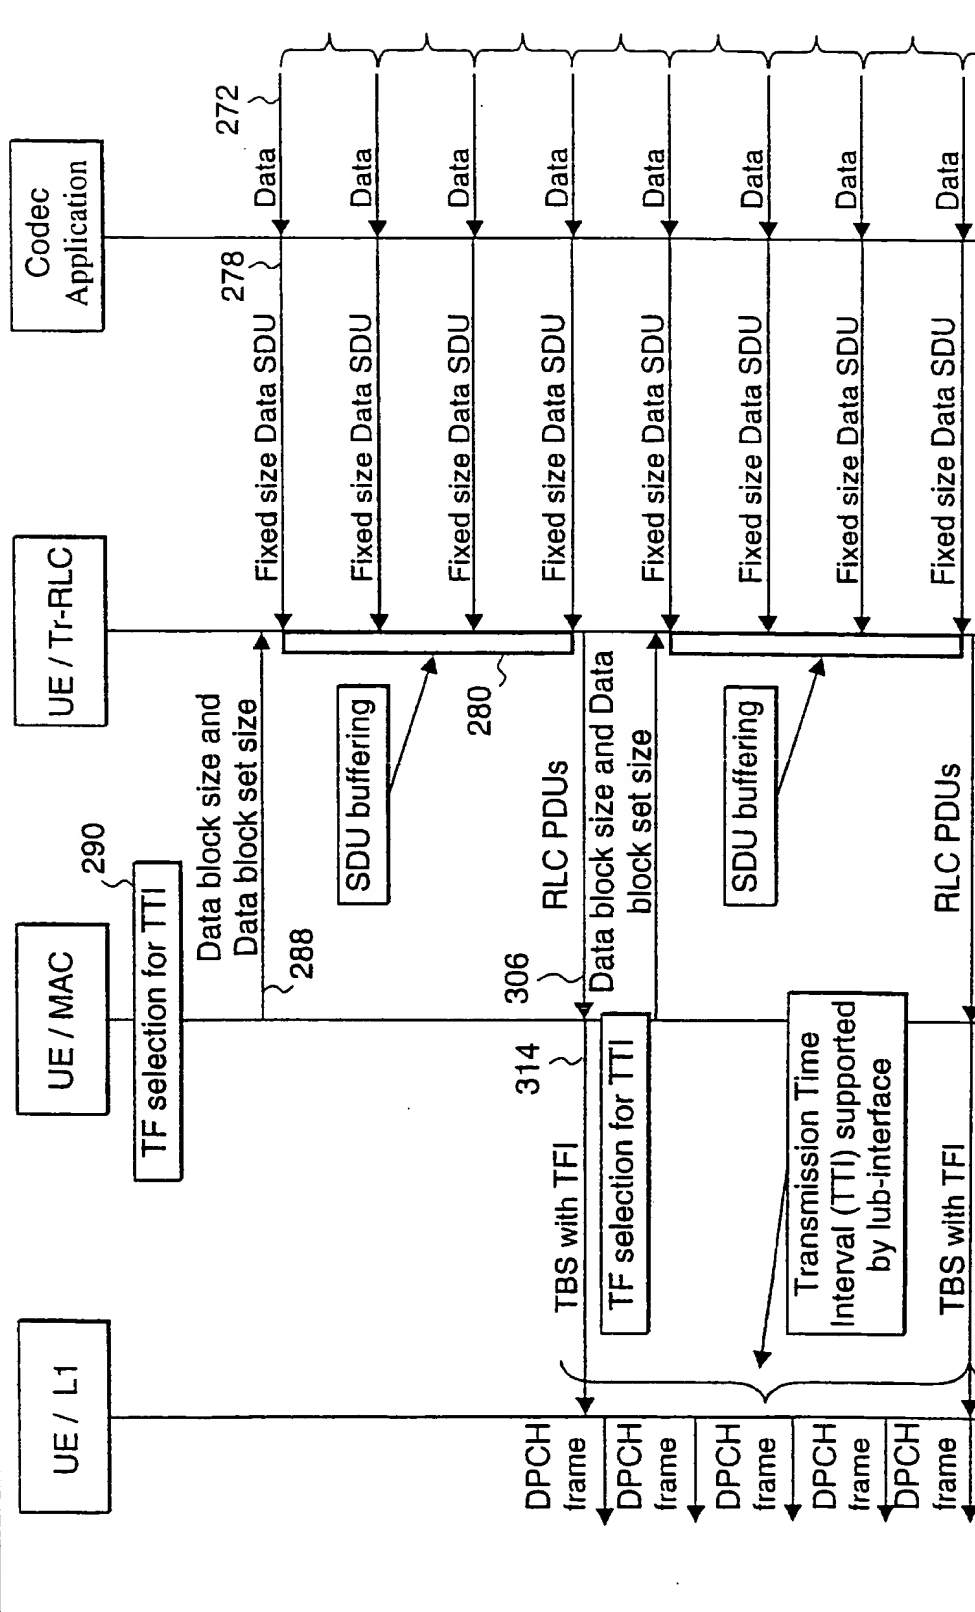 UE / L1
UE / MAC
UE / Tr-RLC
Codec
Application
290
TF selection for TTI
272
Data
278
Fixed size Data SDU
Data block size and
Data block set size
288
Data
Fixed size Data SDU
SDU buffering
Data
Fixed size Data SDU
280
DPCH
frame
TBS with TFI
314
306
RLC PDUs
Data
Fixed size Data SDU
DPCH
frame
TF selection for TTI
Data block size and Data
block set size
Data
Fixed size Data SDU
DPCH
frame
SDU buffering
Data
Fixed size Data SDU
DPCH
frame
Transmission Time
Interval (TTI) supported
by lub-interface
Data
Fixed size Data SDU
DPCH
frame
TBS with TFI
RLC PDUs
Data
Fixed size Data SDU